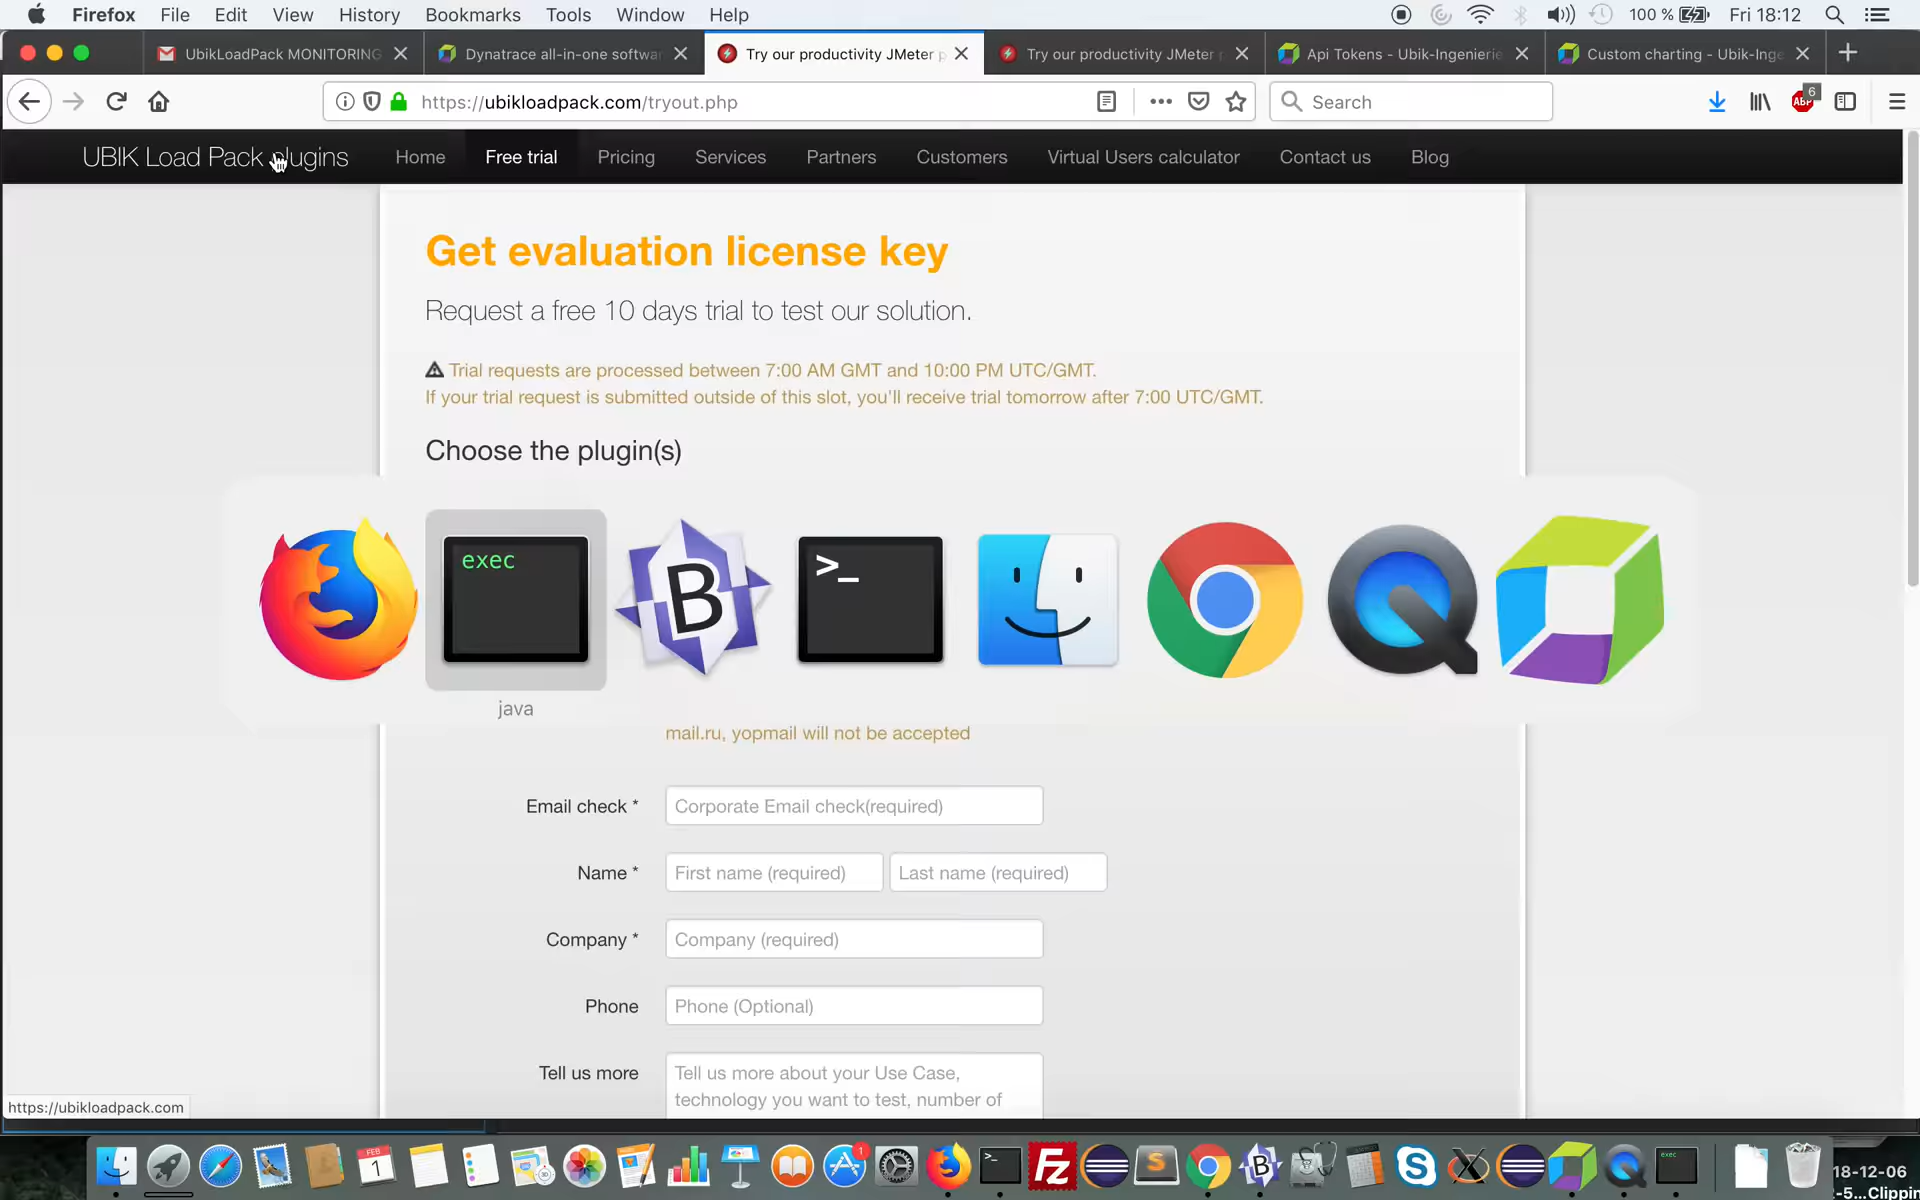 Firefox File Edit View History Bookmarks Tools Window Help 100 % Fri 18:12
UbikLoadPack MONITORING Dynatrace all-in-one softwa Try our productivity JMeter p Try our productivity JMeter p Api Tokens - Ubik-Ingenierie Custom charting - Ubik-Inge
https://ubikloadpack.com/tryout.php Search ABP 6
UBIK Load Pack plugins Home Free trial Pricing Services Partners Customers Virtual Users calculator Contact us Blog
Get evaluation license key
Request a free 10 days trial to test our solution.
Trial requests are processed between 7:00 AM GMT and 10:00 PM UTC/GMT.
If your trial request is submitted outside of this slot, you'll receive trial tomorrow after 7:00 UTC/GMT.
Choose the plugin(s)
exec
B
>_
java
mail.ru, yopmail will not be accepted
Email check * Corporate Email check(required)
Name * First name (required) Last name (required)
Company * Company (required)
Phone Phone (Optional)
Tell us more Tell us more about your Use Case,
technology you want to test, number of
https://ubikloadpack.com
FEB
1
1
18-12-06
-5...Clippin